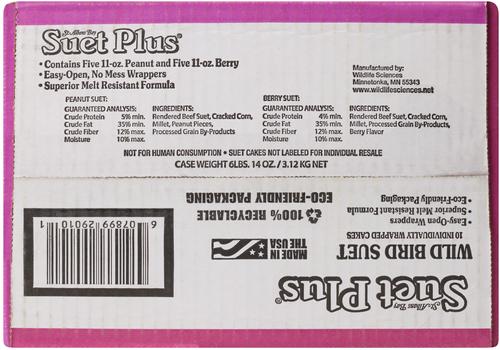 St. Albans Bay
Suet Plus®
• Contains Five 11-oz. Peanut and Five 11-oz. Berry
• Easy-Open, No Mess Wrappers
• Superior Melt Resistant Formula
Manufactured by:
Wildlife Sciences
Minnetonka, MN 55343
www.wildlifesciences.net
PEANUT SUET:
GUARANTEED ANALYSIS:
Crude Protein 5% min.
Crude Fat 35% min.
Crude Fiber 12% max.
Moisture 10% max.
INGREDIENTS:
Rendered Beef Suet, Cracked Corn,
Millet, Peanut Pieces,
Processed Grain By-Products
BERRY SUET:
GUARANTEED ANALYSIS:
Crude Protein 4% min.
Crude Fat 35% min.
Crude Fiber 12% max.
Moisture 10% max.
INGREDIENTS:
Rendered Beef Suet, Cracked Corn,
Millet, Processed Grain By-Products,
Berry Flavor
NOT FOR HUMAN CONSUMPTION • SUET CAKES NOT LABELED FOR INDIVIDUAL RESALE
CASE WEIGHT 6LBS. 14 OZ. / 3.12 KG NET
St. Albans Bay
Suet Plus®
WILD BIRD SUET
10 INDIVIDUALLY WRAPPED CAKES
• Easy-Open Wrappers
• Superior Melt Resistant Formula
• Eco-Friendly Packaging
MADE IN
THE USA
100% RECYCLABLE
ECO-FRIENDLY PACKAGING
6 07899 29010 1